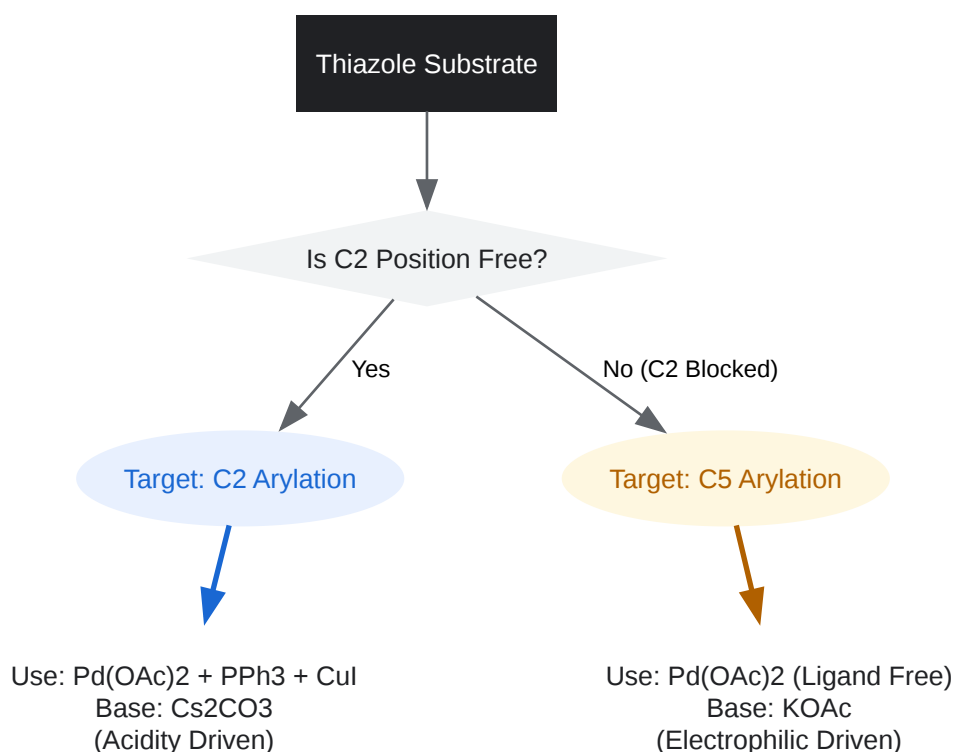 Thiazole Substrate
Is C2 Position Free?
Yes
No (C2 Blocked)
Target: C2 Arylation
Target: C5 Arylation
Use: Pd(OAc)2 + PPh3 + CuI
Base: Cs2CO3
(Acidity Driven)
Use: Pd(OAc)2 (Ligand Free)
Base: KOAc
(Electrophilic Driven)